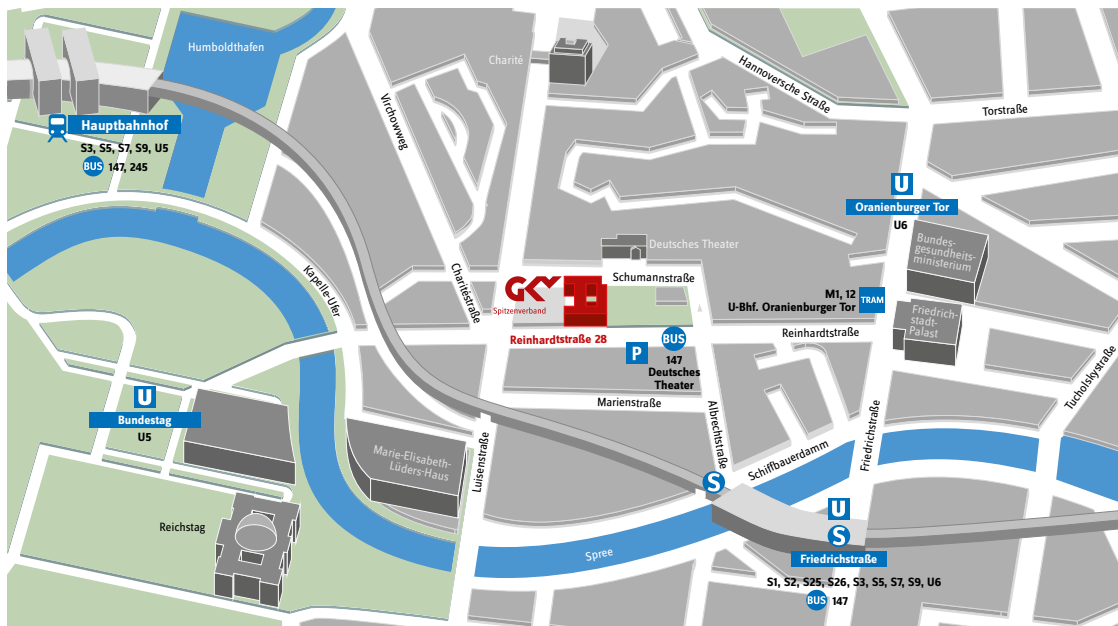 Humboldthafen
Charité
Hannoversche Straße
Torstraße
Virchowweg
Hauptbahnhof
S3, S5, S7, S9, U5
BUS 147, 245
U
Oranienburger Tor
U6
Bundes-
gesundheits-
ministerium
Deutsches Theater
Schumannstraße
Kapelle-Ufer
Charitéstraße
GKV
Spitzenverband
Reinhardtstraße 28
M1, 12
U-Bhf. Oranienburger Tor
TRAM
Friedrich-
stadt-
Palast
Reinhardtstraße
P
BUS
147
Deutsches
Theater
Marienstraße
Albrechtstraße
Tucholskystraße
U
Bundestag
U5
Marie-Elisabeth-
Lüders-Haus
Luisenstraße
Schiffbauerdamm
Friedrichstraße
S
Reichstag
Spree
U
S
Friedrichstraße
S1, S2, S25, S26, S3, S5, S7, S9, U6
BUS 147